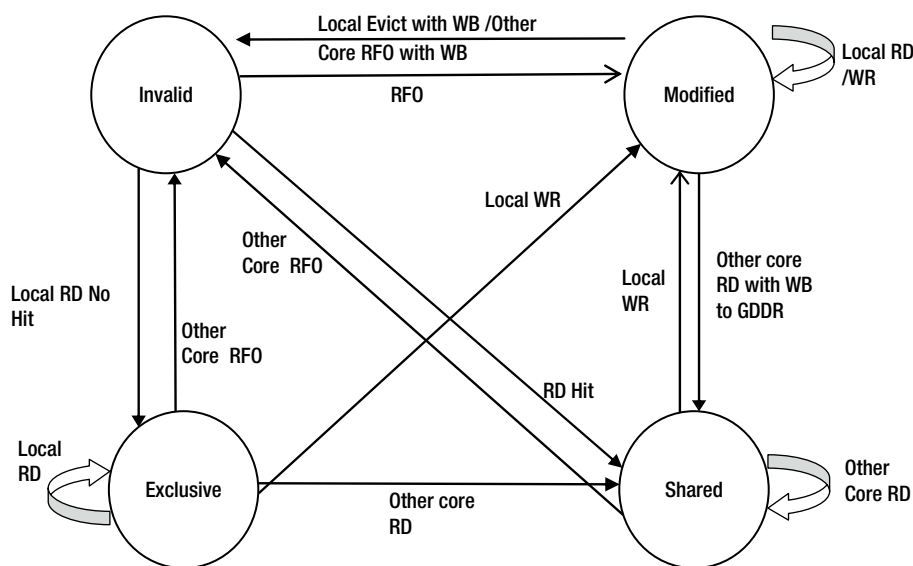 Local Evict with WB /Other
Core RFO with WB
Invalid
RFO
Modified
Local RD
/WR
Local WR
Other
Core RFO
Other core
RD with WB
to GDDR
Local
WR
Local RD No
Hit
Other
Core RFO
RD Hit
Local
RD
Exclusive
Other core
RD
Shared
Other
Core RD